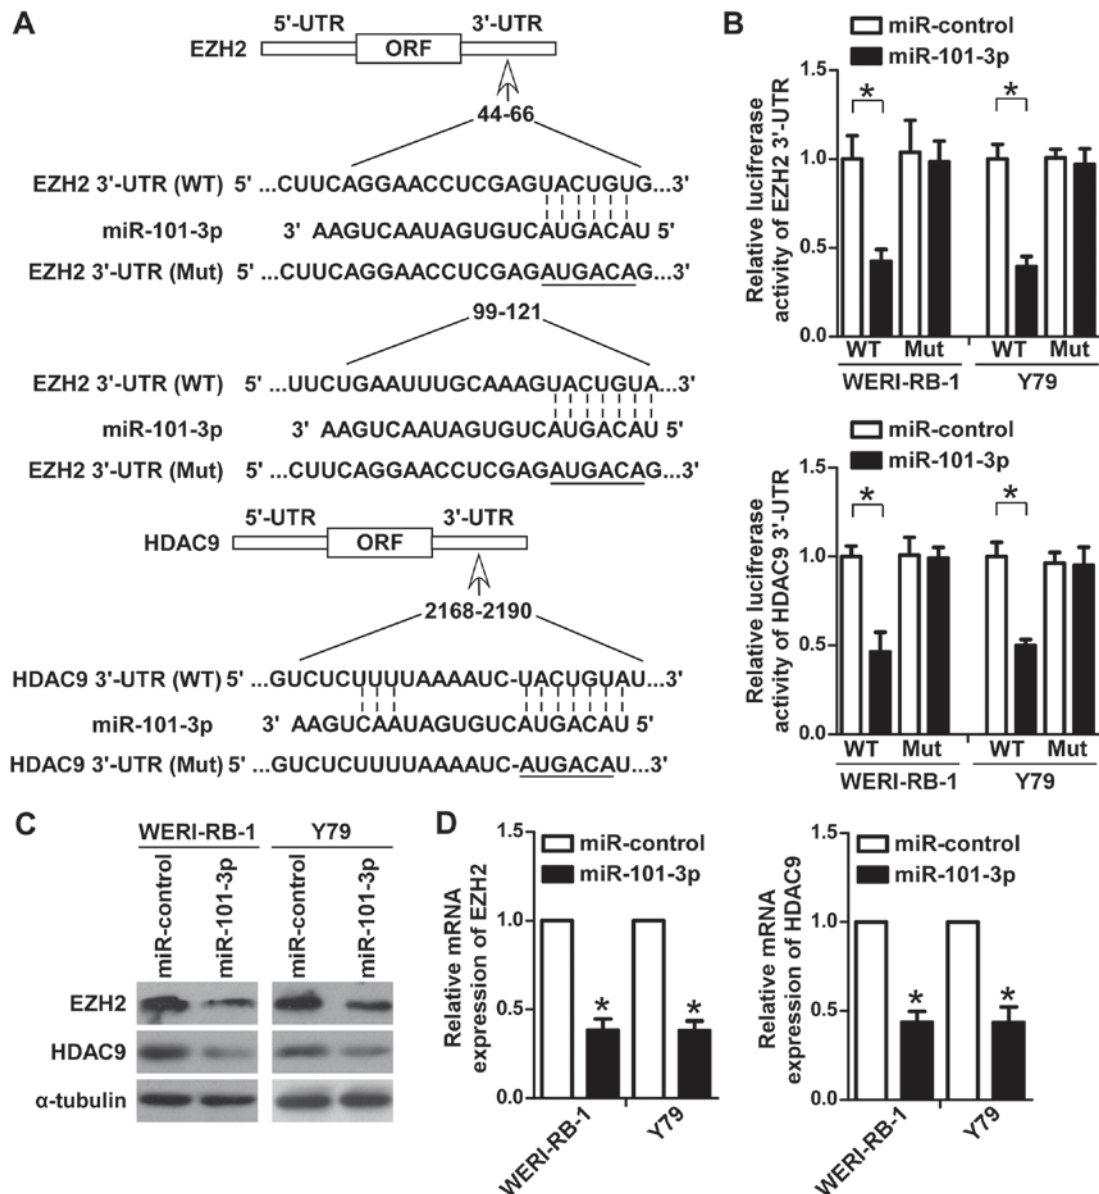 A
5'-UTR
3'-UTR
EZH2
ORF
44-66
EZH2 3'-UTR (WT) 5' ...CUUCAGGAACCUCGAGUACUGUG...3'
miR-101-3p 3' AAGUCAAUAGUGUCAUGACAU 5'
EZH2 3'-UTR (Mut) 5' ...CUUCAGGAACCUCGAGAUGACAG...3'
99-121
EZH2 3'-UTR (WT) 5' ...UUCUGAAUUUGCAAAGUACUGUA...3'
miR-101-3p 3' AAGUCAAUAGUGUCAUGACAU 5'
EZH2 3'-UTR (Mut) 5' ...CUUCAGGAACCUCGAGAUGACAG...3'
5'-UTR
3'-UTR
HDAC9
ORF
2168-2190
HDAC9 3'-UTR (WT) 5' ...GUCUCUUUUAAAAUC-UACUGUAU...3'
miR-101-3p 3' AAGUCAAUAGUGUCAUGACAU 5'
HDAC9 3'-UTR (Mut) 5' ...GUCUCUUUUAAAAUC-AUGACAU...3'
B
miR-control
miR-101-3p
Relative luciferase
activity of EZH2 3'-UTR
1.5
1.0
0.5
0.0
*
*
WT Mut WT Mut
WERI-RB-1 Y79
miR-control
miR-101-3p
Relative lucifrerase
activity of HDAC9 3'-UTR
1.5
1.0
0.5
0.0
*
*
WT Mut WT Mut
WERI-RB-1 Y79
C
WERI-RB-1 Y79
miR-control
miR-101-3p
miR-control
miR-101-3p
EZH2
HDAC9
α-tubulin
D
miR-control
miR-101-3p
Relative mRNA
expression of EZH2
1.5
1.0
0.5
0.0
*
*
WERI-RB-1
Y79
miR-control
miR-101-3p
Relative mRNA
expression of HDAC9
1.5
1.0
0.5
0.0
*
*
WERI-RB-1
Y79